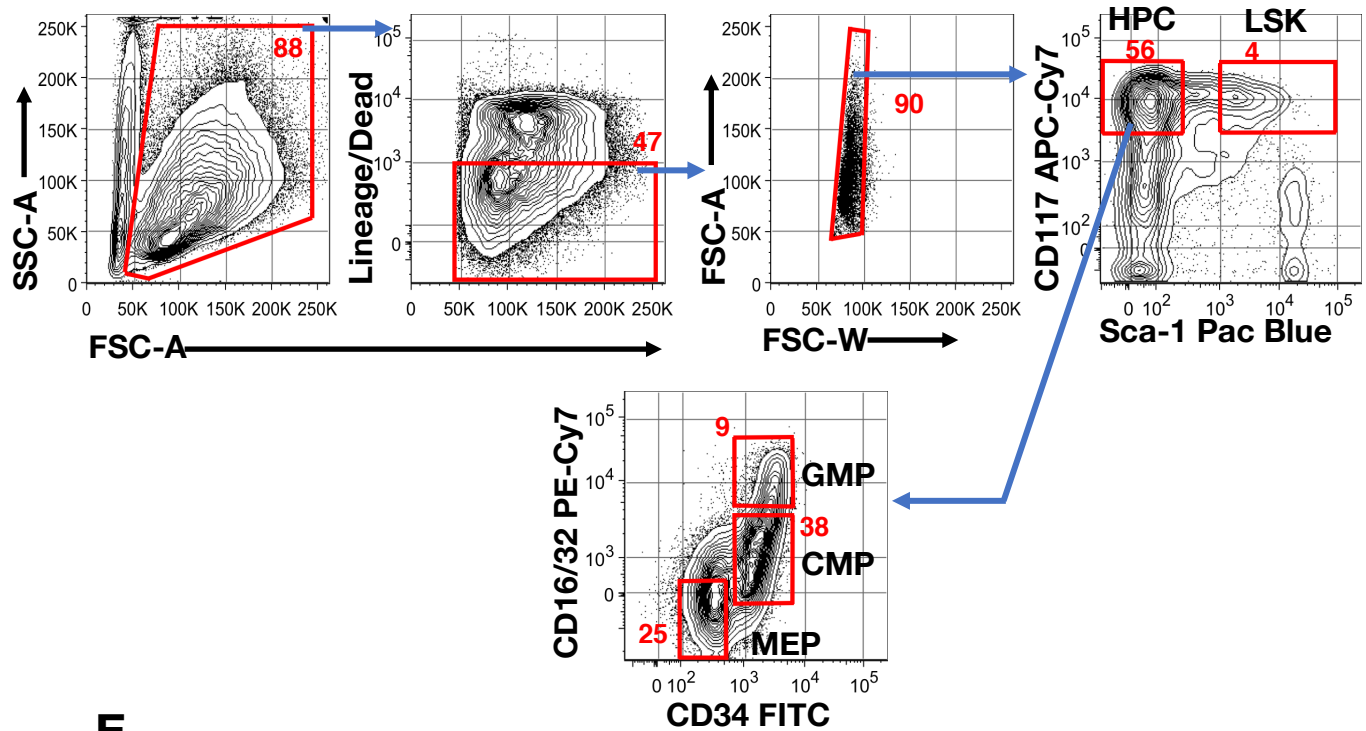 250K
200K
150K
100K
50K
0
SSC-A
88
0 50K 100K 150K 200K 250K
FSC-A
10^5
10^4
10^3
0
Lineage/Dead
47
0 50K 100K 150K 200K 250K
250K
200K
150K
100K
50K
0
FSC-A
90
0 50K 100K 150K 200K 250K
FSC-W
HPC LSK
56 4
10^5
10^4
10^3
10^2
0
CD117 APC-Cy7
0 10^2 10^3 10^4 10^5
Sca-1 Pac Blue
10^5
10^4
10^3
0
CD16/32 PE-Cy7
9
GMP
38
CMP
25
MEP
0 10^2 10^3 10^4 10^5
CD34 FITC